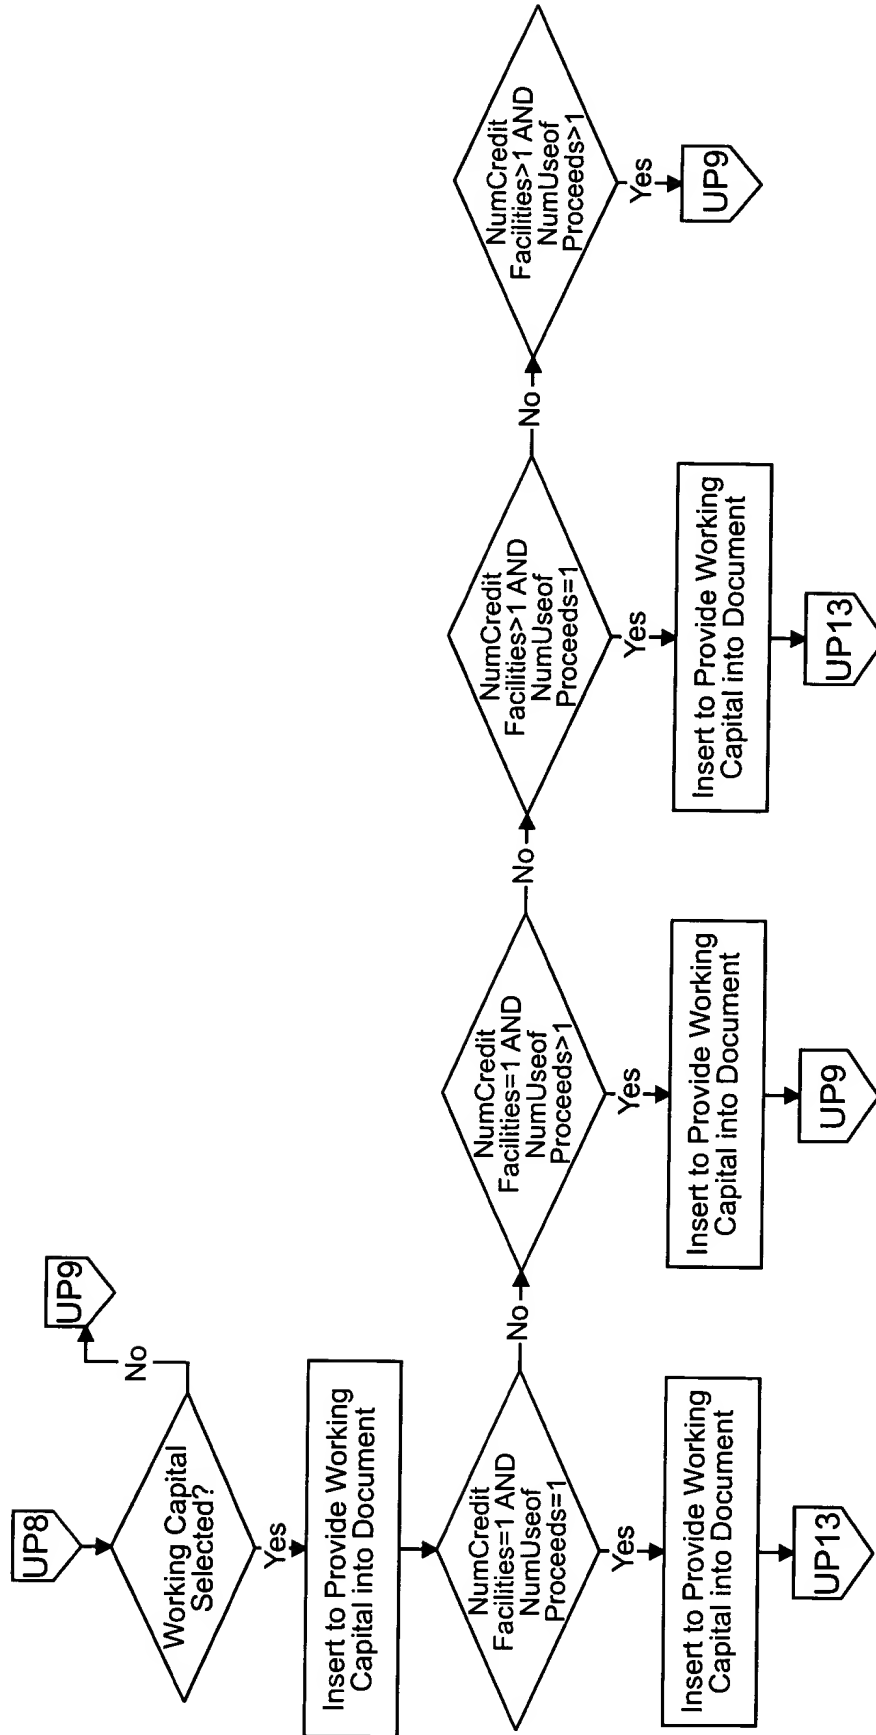 UP8
Working Capital
Selected?
No
UP9
Yes
Insert to Provide Working
Capital into Document
NumCredit
Facilities=1 AND
NumUseof
Proceeds=1
No
Yes
Insert to Provide Working
Capital into Document
UP13
NumCredit
Facilities=1 AND
NumUseof
Proceeds>1
No
Yes
Insert to Provide Working
Capital into Document
UP9
NumCredit
Facilities>1 AND
NumUseof
Proceeds=1
No
Yes
Insert to Provide Working
Capital into Document
UP13
NumCredit
Facilities>1 AND
NumUseof
Proceeds>1
Yes
UP9